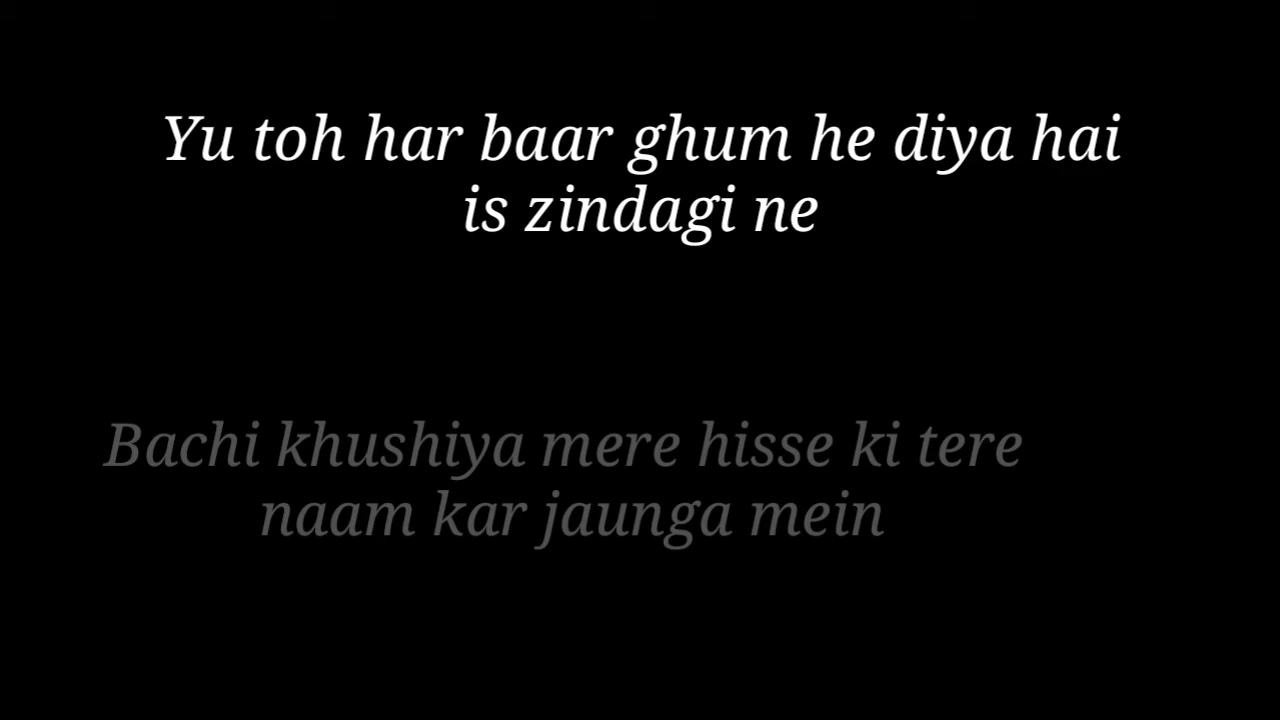 Yu toh har baar ghum he diya hai
is zindagi ne
Bachi khushiya mere hisse ki tere
naam kar jaunga mein